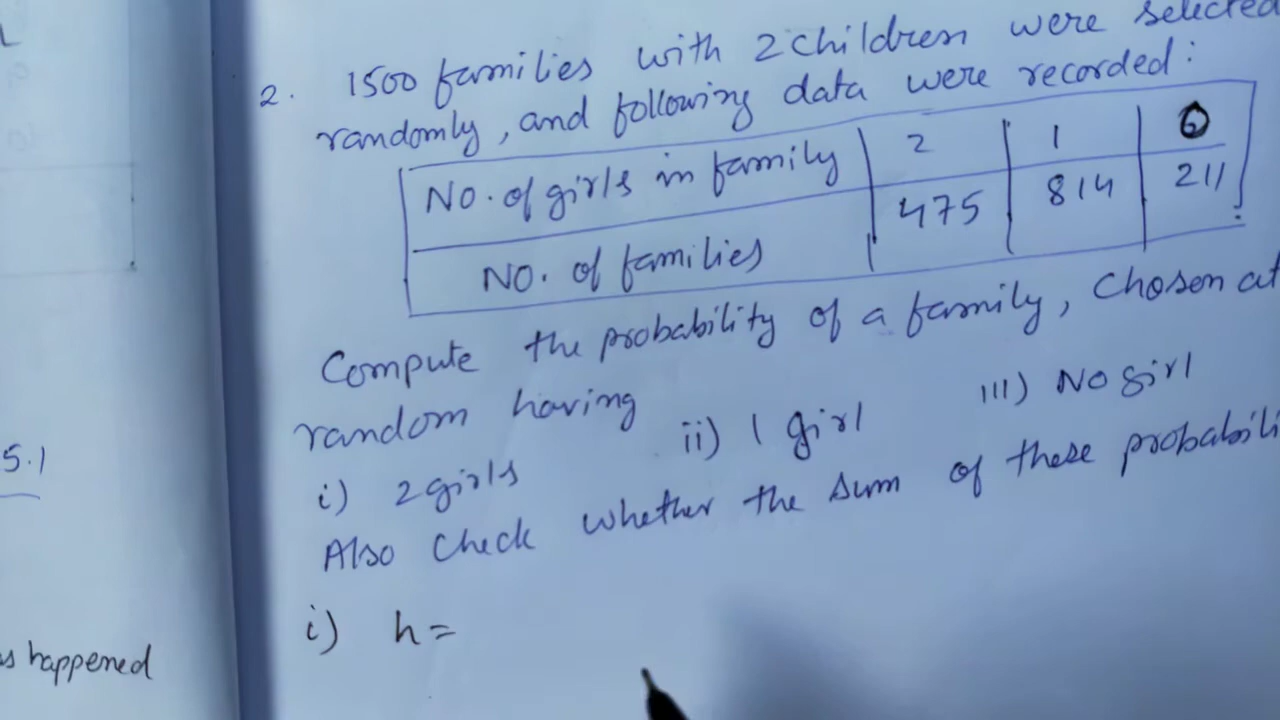 2. 1500 families with 2 children were selected
randomly, and following data were recorded:
No. of girls in family 2 1 0
No. of families 475 814 211
Compute the probability of a family, Chosen at
random having
i) 2 girls ii) 1 girl iii) No girl
Also Check whether the sum of these probabili
i) h=
5.1
happened